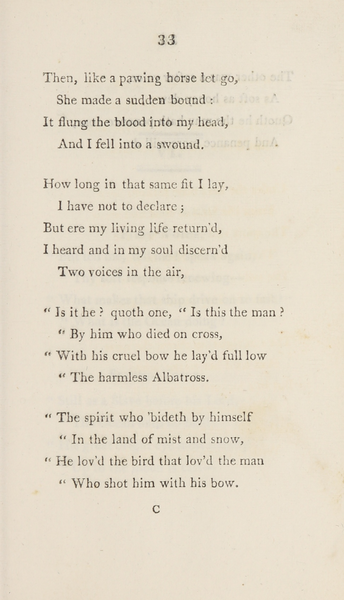 33
Then, like a pawing horse let go,
She made a sudden bound :
It flung the blood into my head,
And I fell into a swound.
How long in that same fit I lay,
I have not to declare ;
But ere my living life return'd,
I heard and in my soul discern'd
Two voices in the air,
“ Is it he ? quoth one, “ Is this the man ?
“ By him who died on cross,
“ With his cruel bow he lay'd full low
“ The harmless Albatross.
“ The spirit who 'bideth by himself
“ In the land of mist and snow,
“ He lov'd the bird that lov'd the man
“ Who shot him with his bow.
C